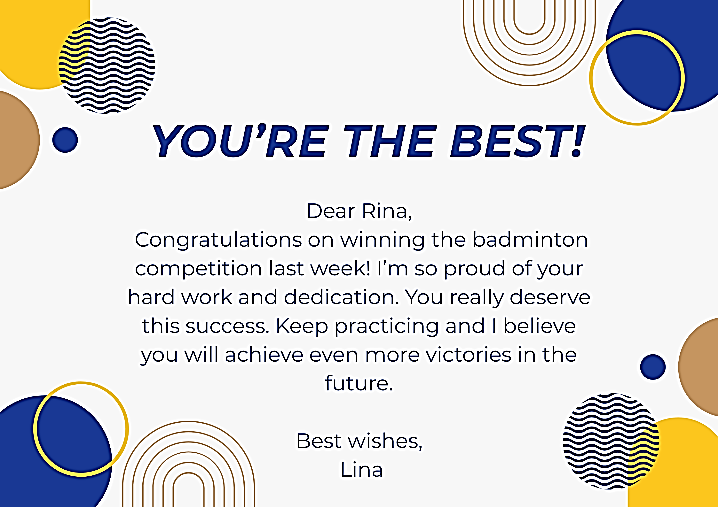 YOU’RE THE BEST!
Dear Rina,
Congratulations on winning the badminton
competition last week! I’m so proud of your
hard work and dedication. You really deserve
this success. Keep practicing and I believe
you will achieve even more victories in the
future.
Best wishes,
Lina